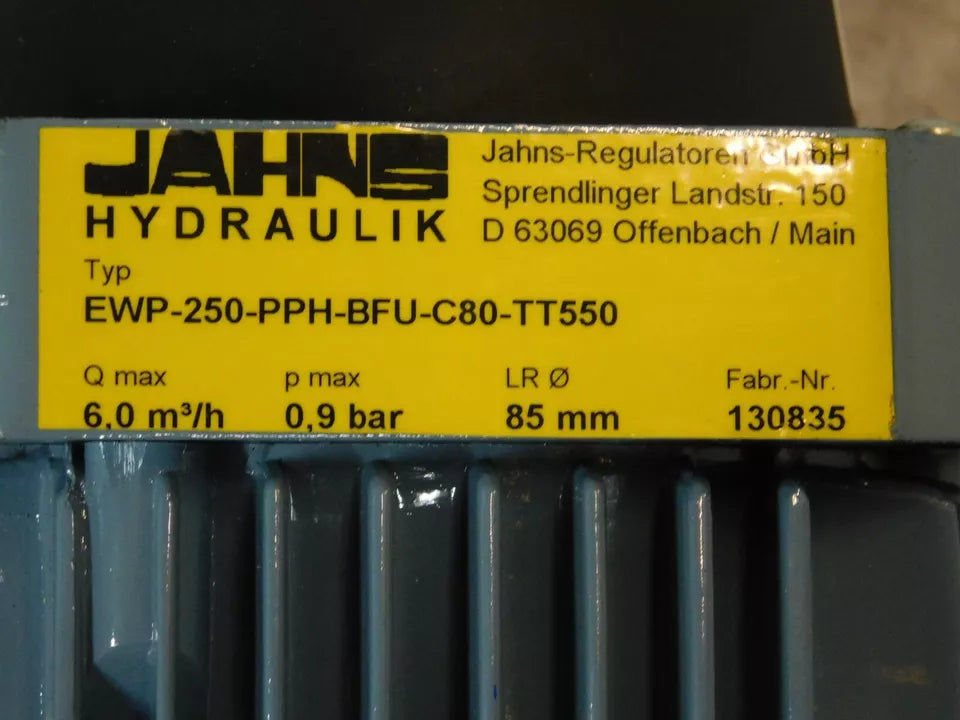 JAHNS
HYDRAULIK
Jahns-Regulatoren GmbH
Sprendlinger Landstr. 150
D 63069 Offenbach / Main
Typ
EWP-250-PPH-BFU-C80-TT550
Q max p max LR Ø Fabr.-Nr.
6,0 m³/h 0,9 bar 85 mm 130835